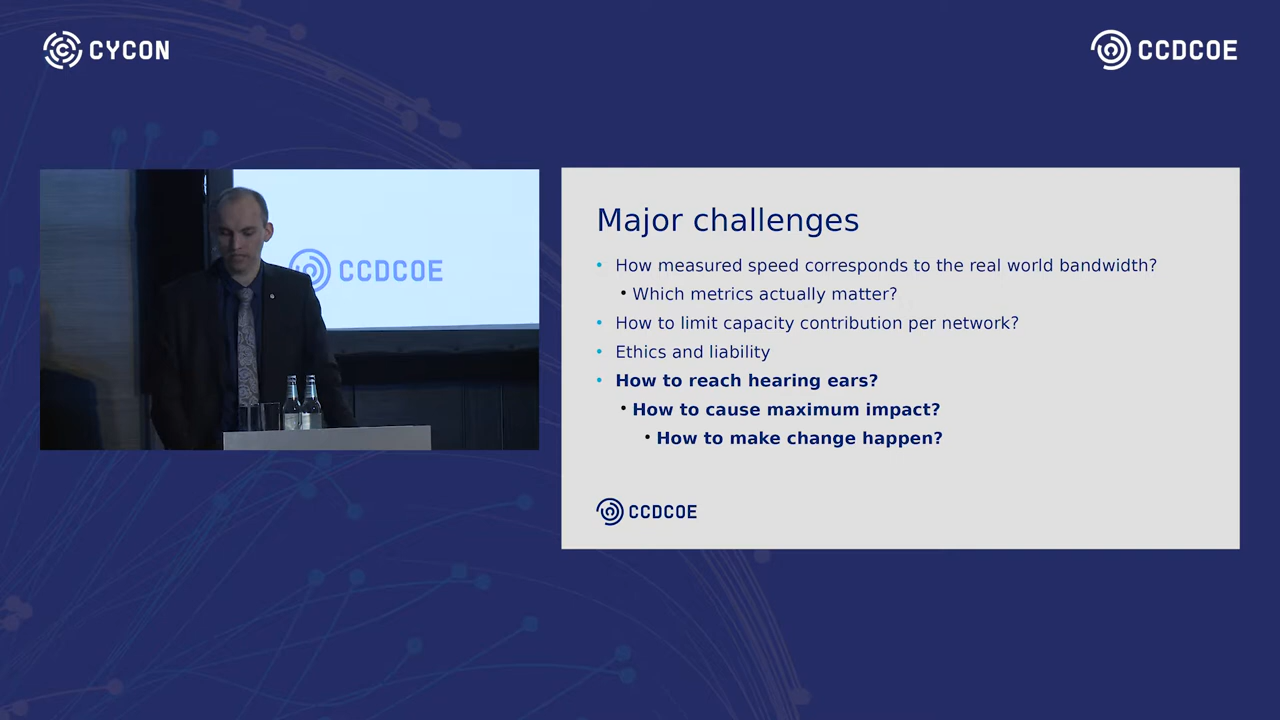 CYCON
CCDCOE
CCDCOE
Major challenges
• How measured speed corresponds to the real world bandwidth?
• Which metrics actually matter?
• How to limit capacity contribution per network?
• Ethics and liability
• How to reach hearing ears?
• How to cause maximum impact?
• How to make change happen?
CCDCOE